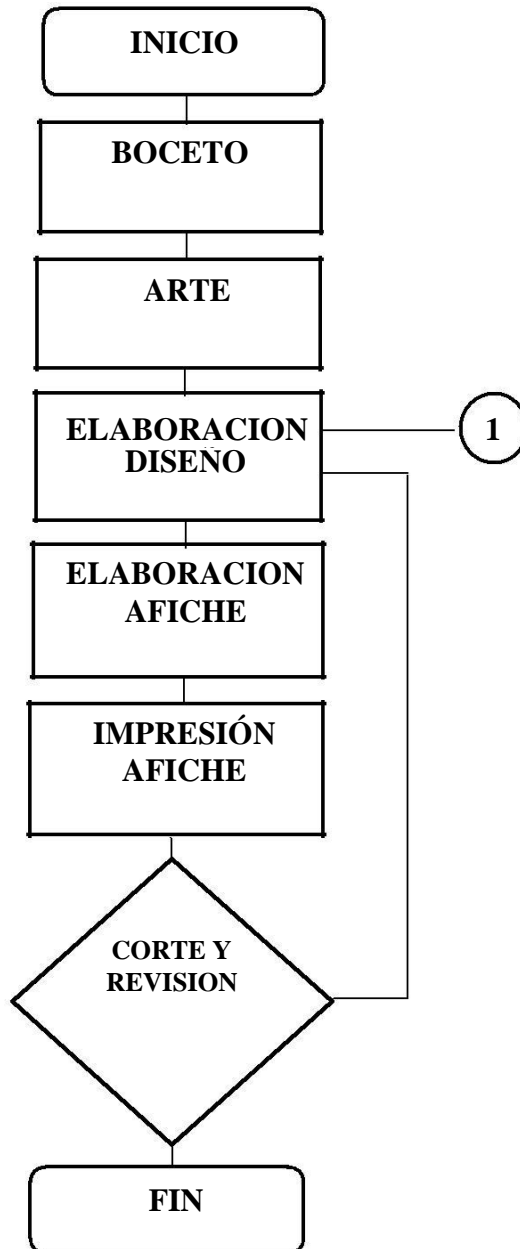 INICIO
BOCETO
ARTE
ELABORACION
DISEÑO
1
ELABORACION
AFICHE
IMPRESIÓN
AFICHE
CORTE Y
REVISION
FIN